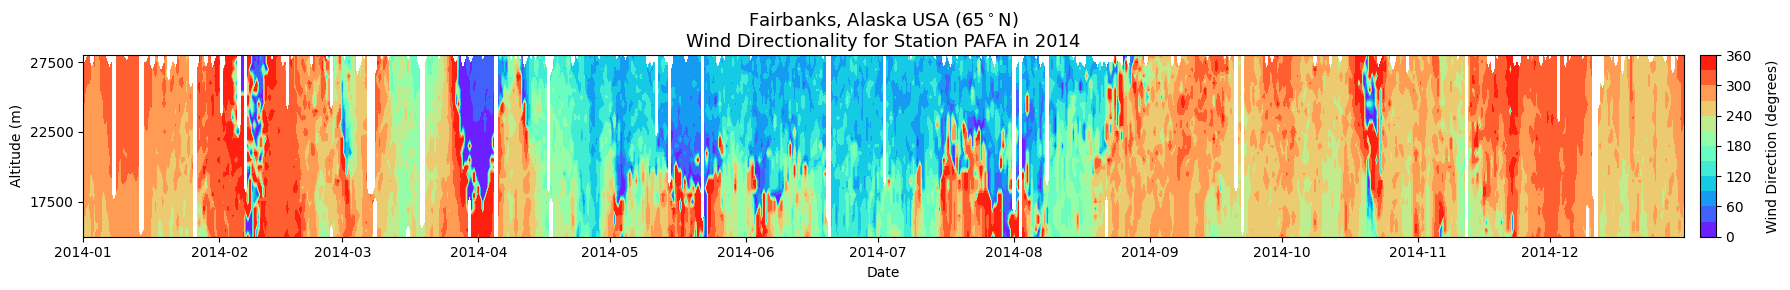 Fairbanks, Alaska USA (65°N)
Wind Directionality for Station PAFA in 2014
Altitude (m)
27500
22500
17500
2014-01 2014-02 2014-03 2014-04 2014-05 2014-06 2014-07 2014-08 2014-09 2014-10 2014-11 2014-12
Date
360
300
240
180
120
60
0
Wind Direction (degrees)